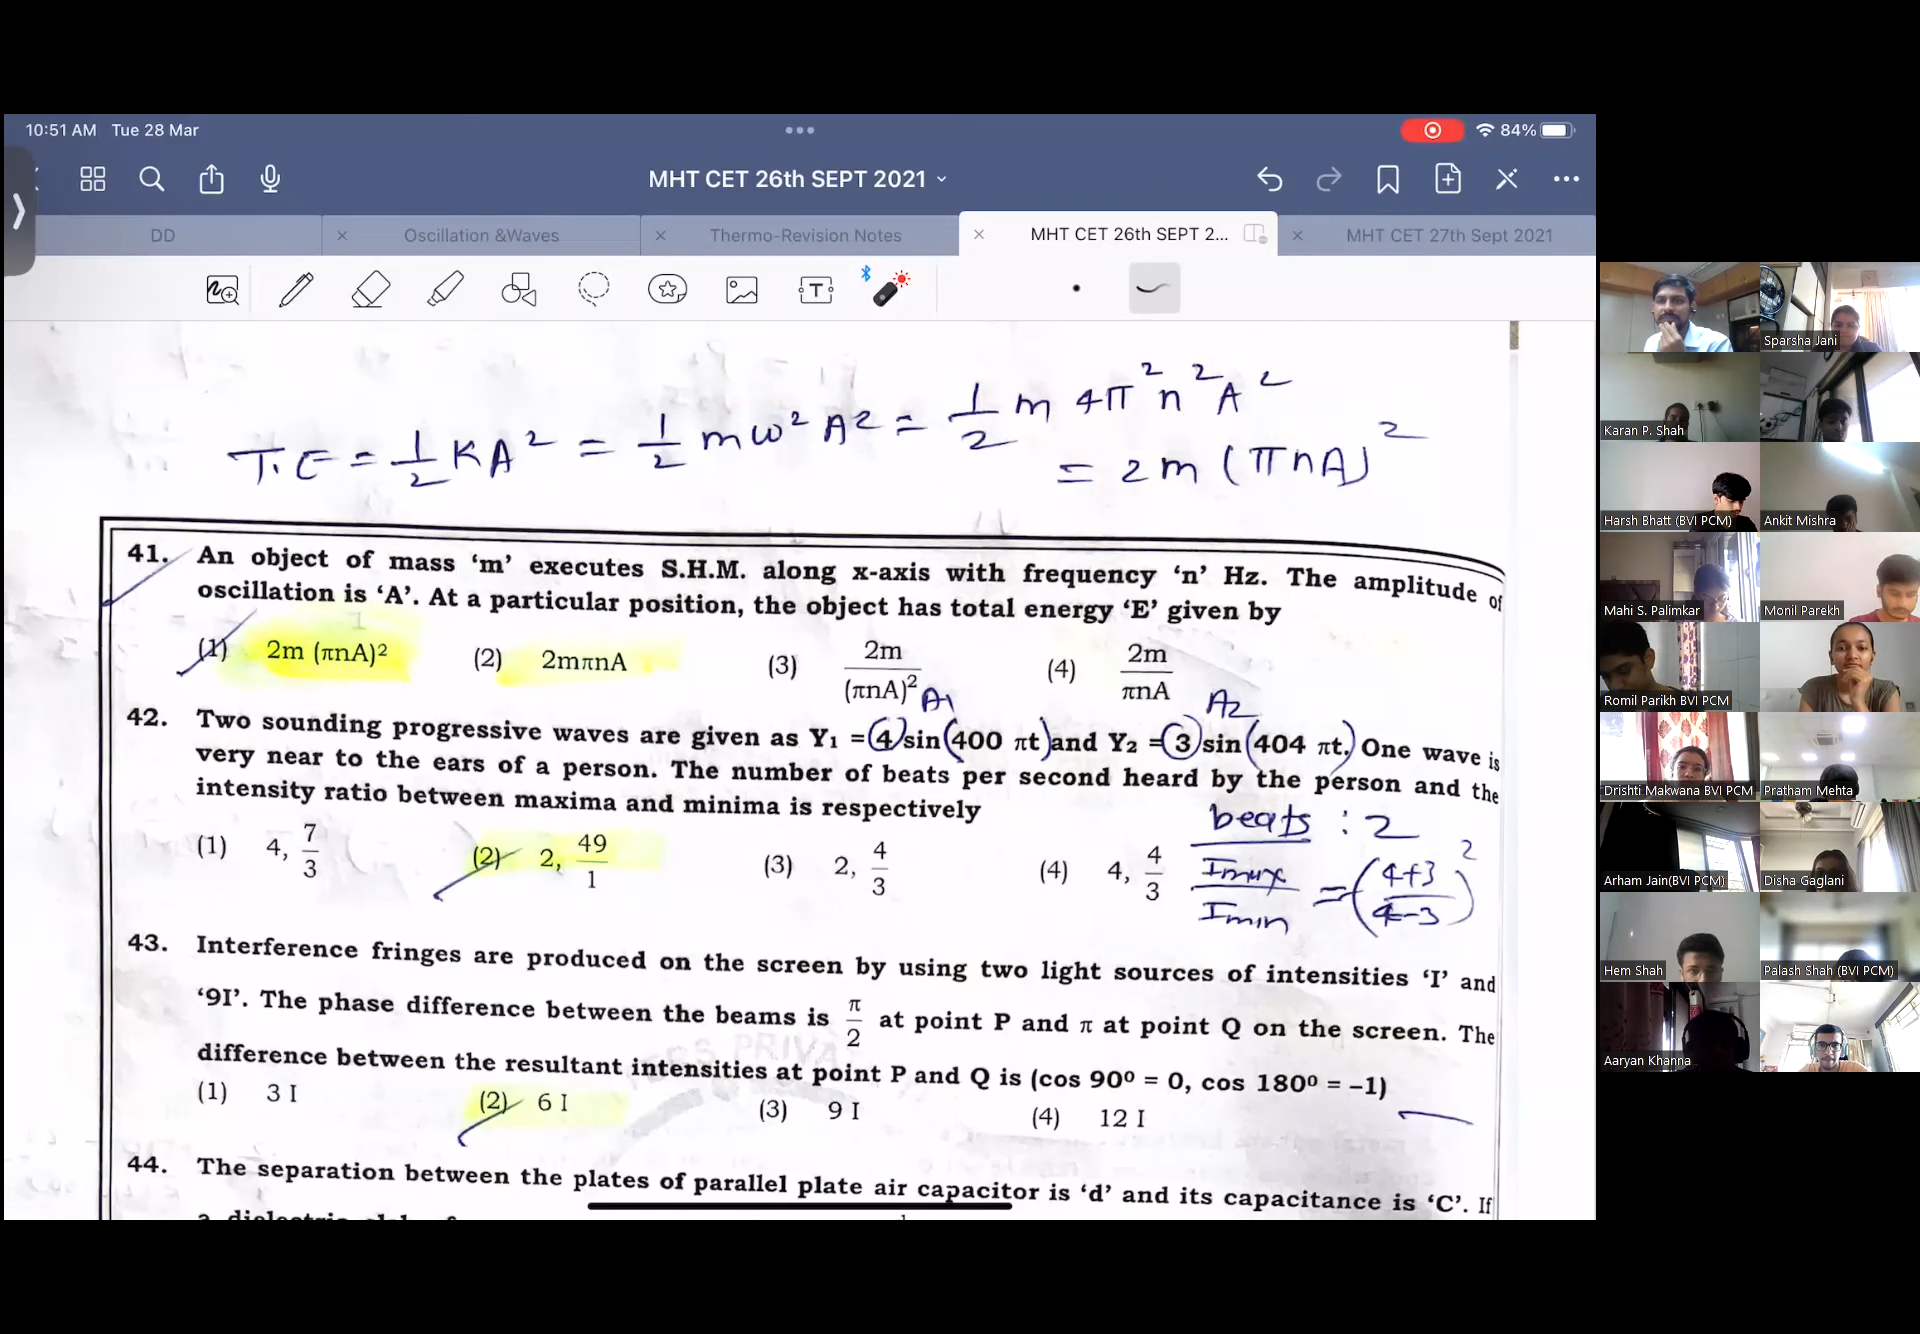 10:51 AM Tue 28 Mar
84%
MHT CET 26th SEPT 2021
DD
Oscillation &Waves
Thermo-Revision Notes
MHT CET 26th SEPT 2...
MHT CET 27th Sept 2021
T.E = 1/2 KA² = 1/2 mω² A² = 1/2 m 4π² n² A²
= 2m (πnA)²
41. An object of mass ‘m’ executes S.H.M. along x-axis with frequency ‘n’ Hz. The amplitude of
oscillation is ‘A’. At a particular position, the object has total energy ‘E’ given by
(1) 2m (πnA)² (2) 2mπnA (3) 2m/(πnA)² (4) 2m/πnA
A1 A2
42. Two sounding progressive waves are given as Y₁ = 4 sin(400 πt) and Y₂ = 3 sin(404 πt. One wave is
very near to the ears of a person. The number of beats per second heard by the person and the
intensity ratio between maxima and minima is respectively
beats : 2
(1) 4, 7/3 (2) 2, 49/1 (3) 2, 4/3 (4) 4, 4/3
Imax/Imin = (4+3/4-3)²
43. Interference fringes are produced on the screen by using two light sources of intensities ‘I’ and
‘9I’. The phase difference between the beams is π/2 at point P and π at point Q on the screen. The
difference between the resultant intensities at point P and Q is (cos 90º = 0, cos 180º = –1)
(1) 3 I (2) 6 I (3) 9 I (4) 12 I
44. The separation between the plates of parallel plate air capacitor is ‘d’ and its capacitance is ‘C’. If
Sparsha Jani
Karan P. Shah
Harsh Bhatt (BVI PCM)
Ankit Mishra
Mahi S. Palimkar
Monil Parekh
Romil Parikh BVI PCM
Drishti Makwana BVI PCM
Pratham Mehta
Arham Jain(BVI PCM)
Disha Gaglani
Hem Shah
Palash Shah (BVI PCM)
Aaryan Khanna